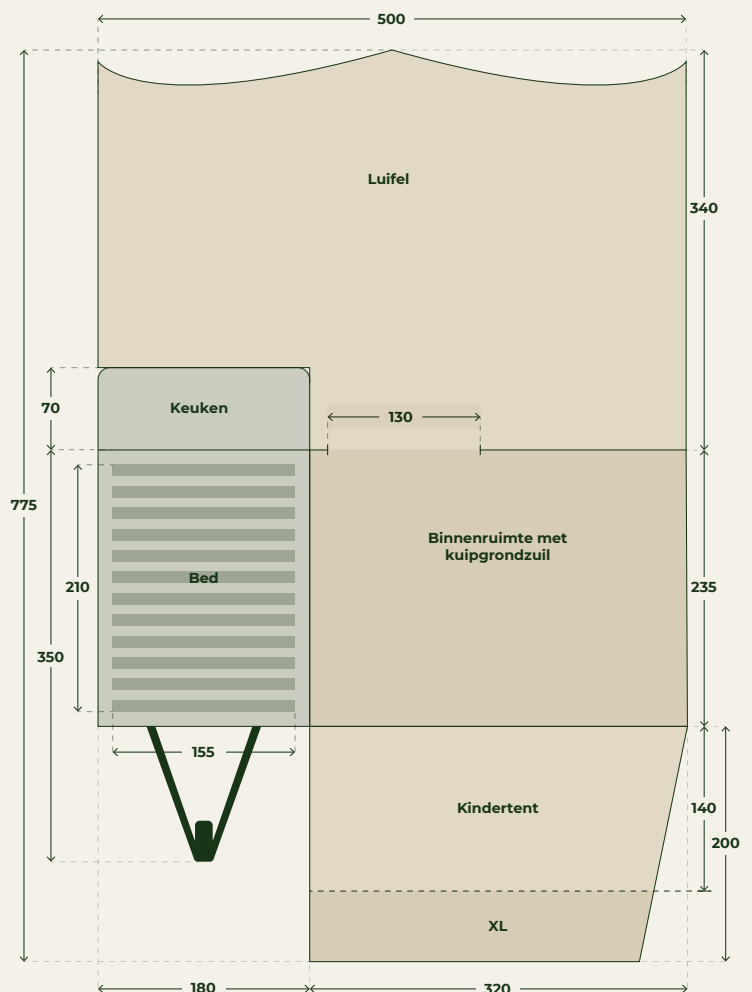 500
Luifel
340
70
Keuken
130
775
Binnenruimte met
kuipgrondzuil
Bed
210
235
350
155
Kindertent
140
200
XL
180
320